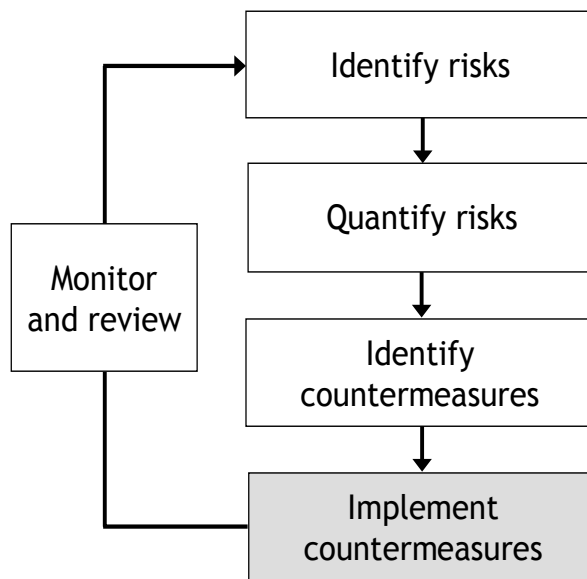 Identify risks
Quantify risks
Identify
countermeasures
Implement
countermeasures
Monitor
and review